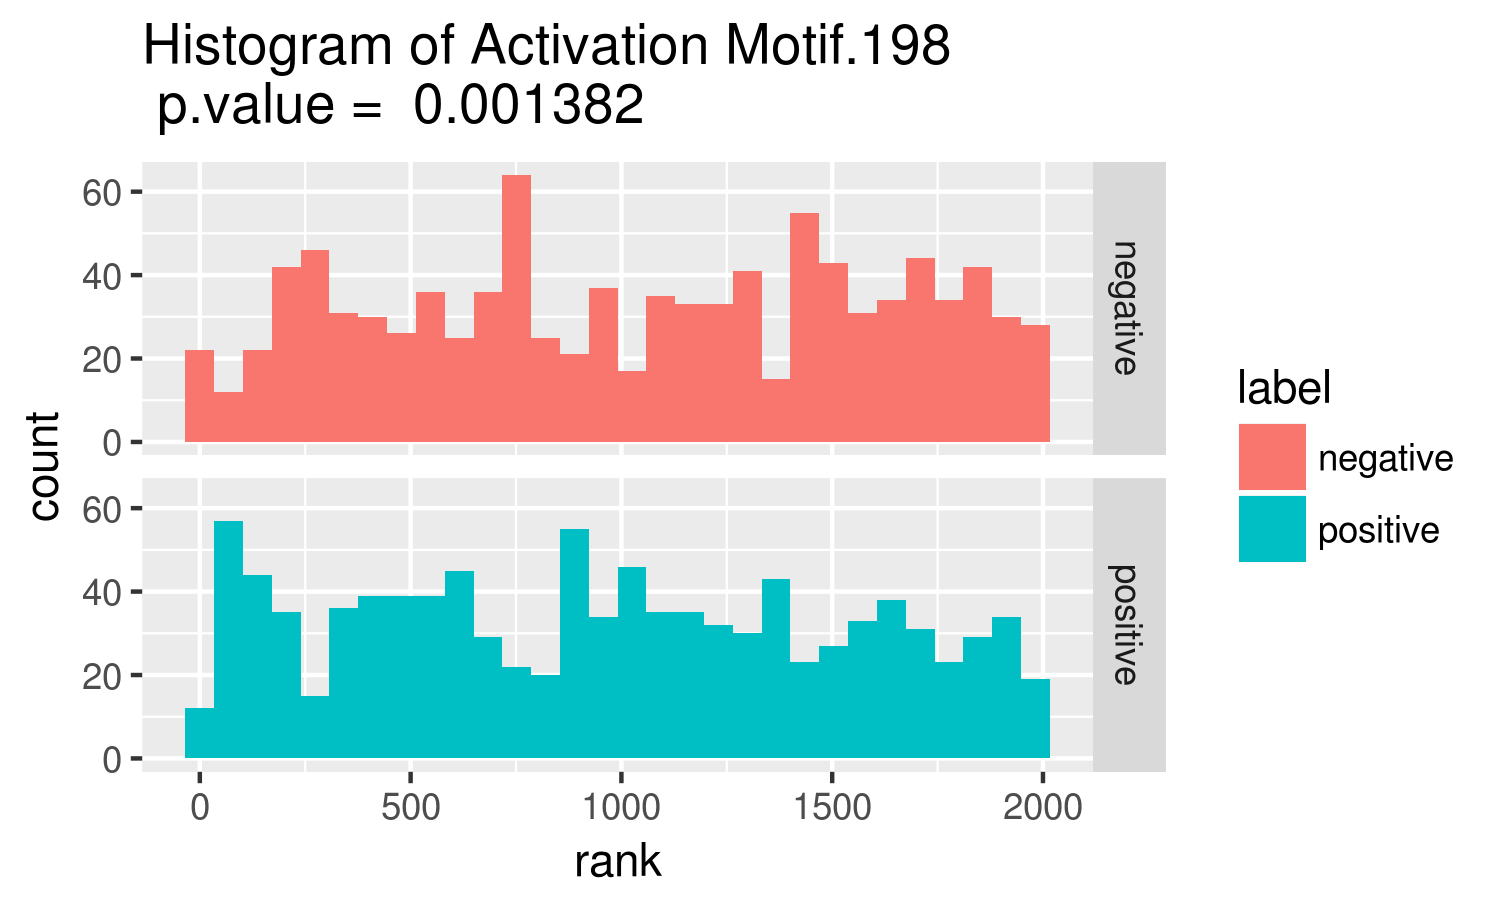 Histogram of Activation Motif.198
p.value =  0.001382
60
40
20
0
negative
60
40
20
0
positive
count
0 500 1000 1500 2000
rank
label
negative
positive